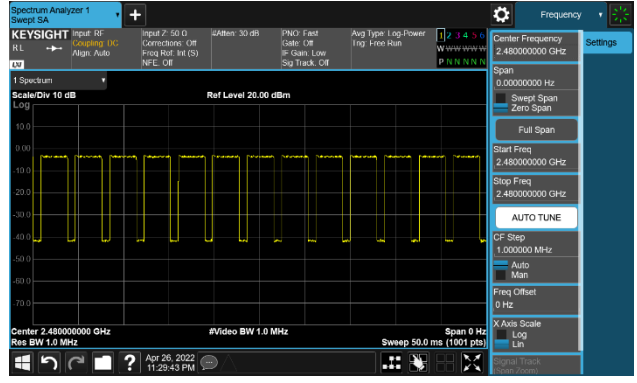 Spectrum Analyzer 1
Swept SA
+
Frequency
KEYSIGHT
Input: RF
Coupling: DC
Align: Auto
Input Z: 50 Ω
Corrections: Off
Freq Ref: Int (S)
NFE: Off
#Atten: 30 dB
PNO: Fast
Gate: Off
IF Gain: Low
Sig Track: Off
Avg Type: Log-Power
Trig: Free Run
1 2 3 4 5 6
W W W W W W
P N N N N N
RL
LXI
1 Spectrum
Scale/Div 10 dB
Ref Level 20.00 dBm
Log
10.0
0.00
-10.0
-20.0
-30.0
-40.0
-50.0
-60.0
-70.0
Center 2.480000000 GHz
#Video BW 1.0 MHz
Span 0 Hz
Res BW 1.0 MHz
Sweep 50.0 ms (1001 pts)
Center Frequency
2.480000000 GHz
Settings
Span
0.00000000 Hz
Swept Span
Zero Span
Full Span
Start Freq
2.480000000 GHz
Stop Freq
2.480000000 GHz
AUTO TUNE
CF Step
1.000000 MHz
Auto
Man
Freq Offset
0 Hz
X Axis Scale
Log
Lin
Signal Track
(Span Zoom)
?
Apr 26, 2022
11:29:43 PM